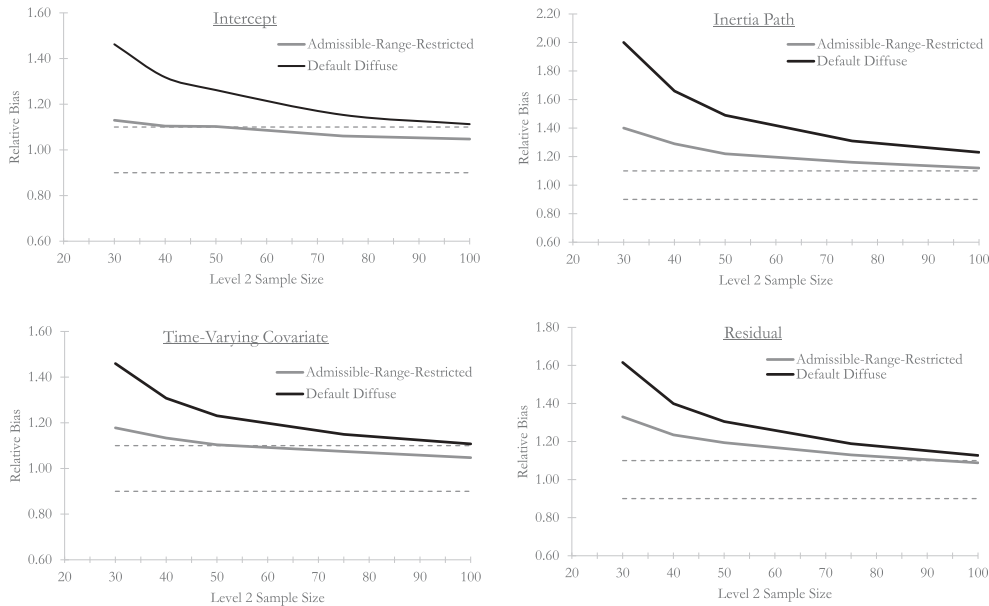 Intercept
1.60
1.40
1.20
1.00
0.80
0.60
Relative Bias
Admissible-Range-Restricted
Default Diffuse
20 30 40 50 60 70 80 90 100
Level 2 Sample Size
Inertia Path
2.20
2.00
1.80
1.60
1.40
1.20
1.00
0.80
0.60
Relative Bias
Admissible-Range-Restricted
Default Diffuse
20 30 40 50 60 70 80 90 100
Level 2 Sample Size
Time-Varying Covariate
1.60
1.40
1.20
1.00
0.80
0.60
Relative Bias
Admissible-Range-Restricted
Default Diffuse
20 30 40 50 60 70 80 90 100
Level 2 Sample Size
Residual
1.80
1.60
1.40
1.20
1.00
0.80
0.60
Relative Bias
Admissible-Range-Restricted
Default Diffuse
20 30 40 50 60 70 80 90 100
Level 2 Sample Size